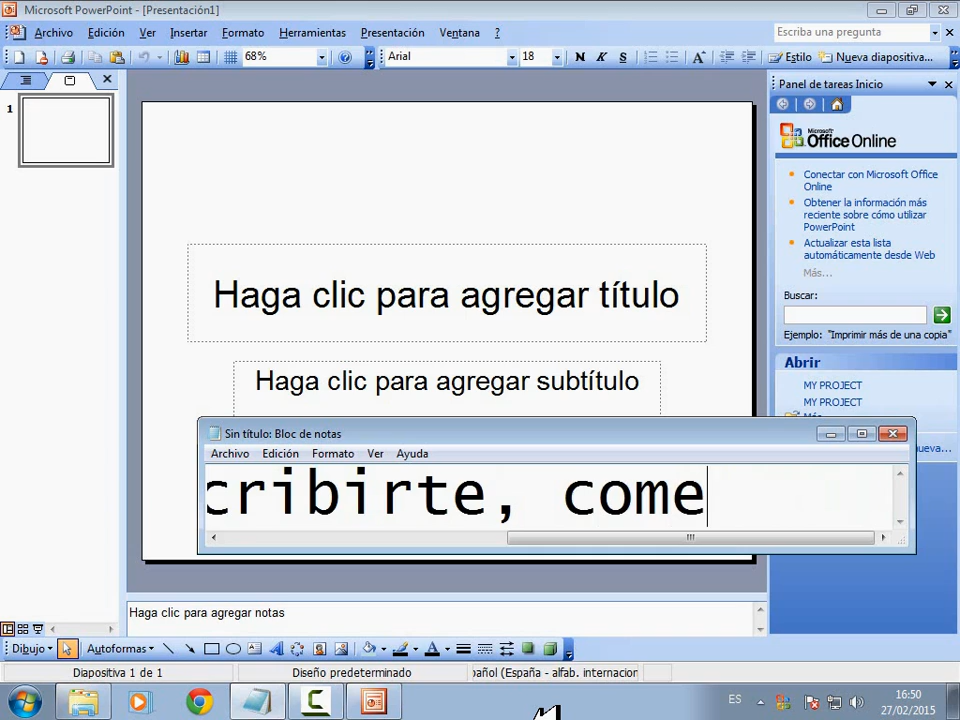 Microsoft PowerPoint - [Presentación1]
Archivo Edición Ver Insertar Formato Herramientas Presentación Ventana ?
Escriba una pregunta
68% Arial 18 N K S
Estilo Nueva diapositiva...
Panel de tareas Inicio
1
Microsoft
Office Online
Conectar con Microsoft Office
Online
Obtener la información más
reciente sobre cómo utilizar
PowerPoint
Actualizar esta lista
automáticamente desde Web
Más...
Buscar:
Ejemplo: "Imprimir más de una copia"
Abrir
MY PROJECT
MY PROJECT
Más...
nueva...
Haga clic para agregar título
Haga clic para agregar subtítulo
Sin título: Bloc de notas
Archivo Edición Formato Ver Ayuda
cribirte, come
Haga clic para agregar notas
Dibujo Autoformas
Diapositiva 1 de 1 Diseño predeterminado pañol (España - alfab. internacion
ES
16:50
27/02/2015